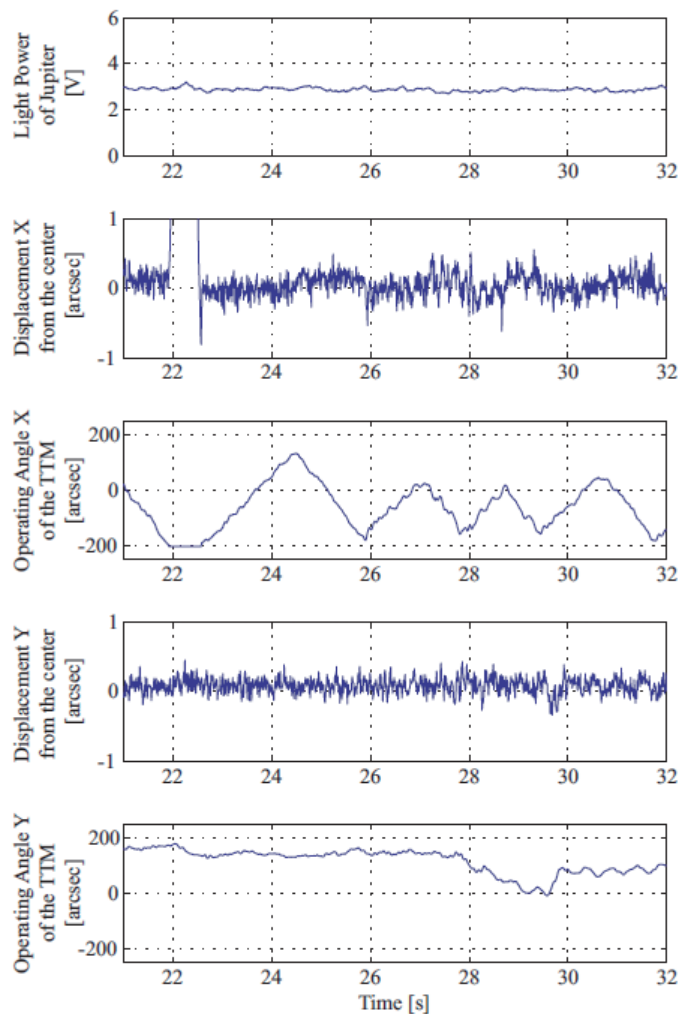 Light Power
of Jupiter
[V]
6
4
2
0
22 24 26 28 30 32
Displacement X
from the center
[arcsec]
1
0
-1
22 24 26 28 30 32
Operating Angle X
of the TTM
[arcsec]
200
0
-200
22 24 26 28 30 32
Displacement Y
from the center
[arcsec]
1
0
-1
22 24 26 28 30 32
Operating Angle Y
of the TTM
[arcsec]
200
0
-200
22 24 26 28 30 32
Time [s]